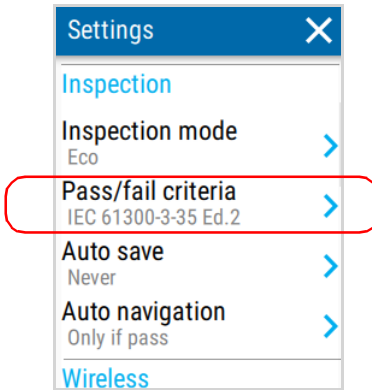 Settings
Inspection
Inspection mode
Eco
Pass/fail criteria
IEC 61300-3-35 Ed.2
Auto save
Never
Auto navigation
Only if pass
Wireless